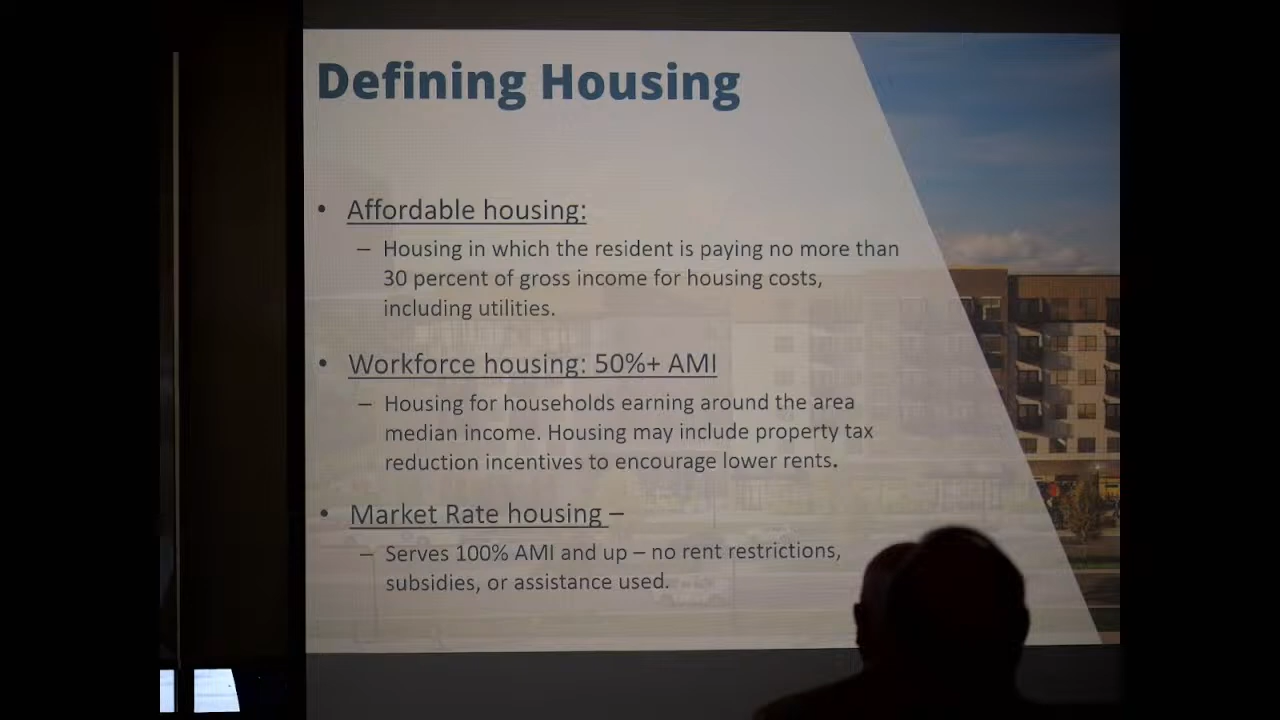 Defining Housing
• Affordable housing:
– Housing in which the resident is paying no more than
30 percent of gross income for housing costs,
including utilities.
• Workforce housing: 50%+ AMI
– Housing for households earning around the area
median income. Housing may include property tax
reduction incentives to encourage lower rents.
• Market Rate housing –
– Serves 100% AMI and up – no rent restrictions,
subsidies, or assistance used.